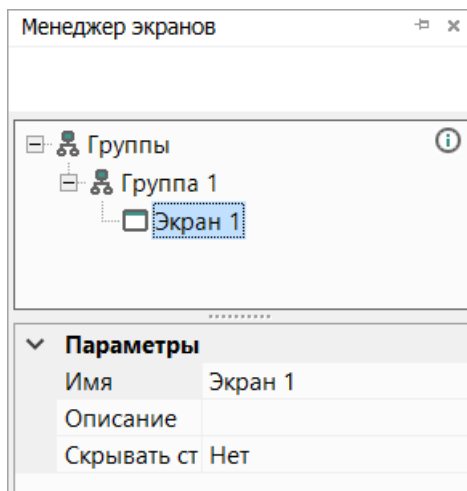 Менеджер экранов
Группы
Группа 1
Экран 1
Параметры
Имя Экран 1
Описание
Скрывать ст Нет